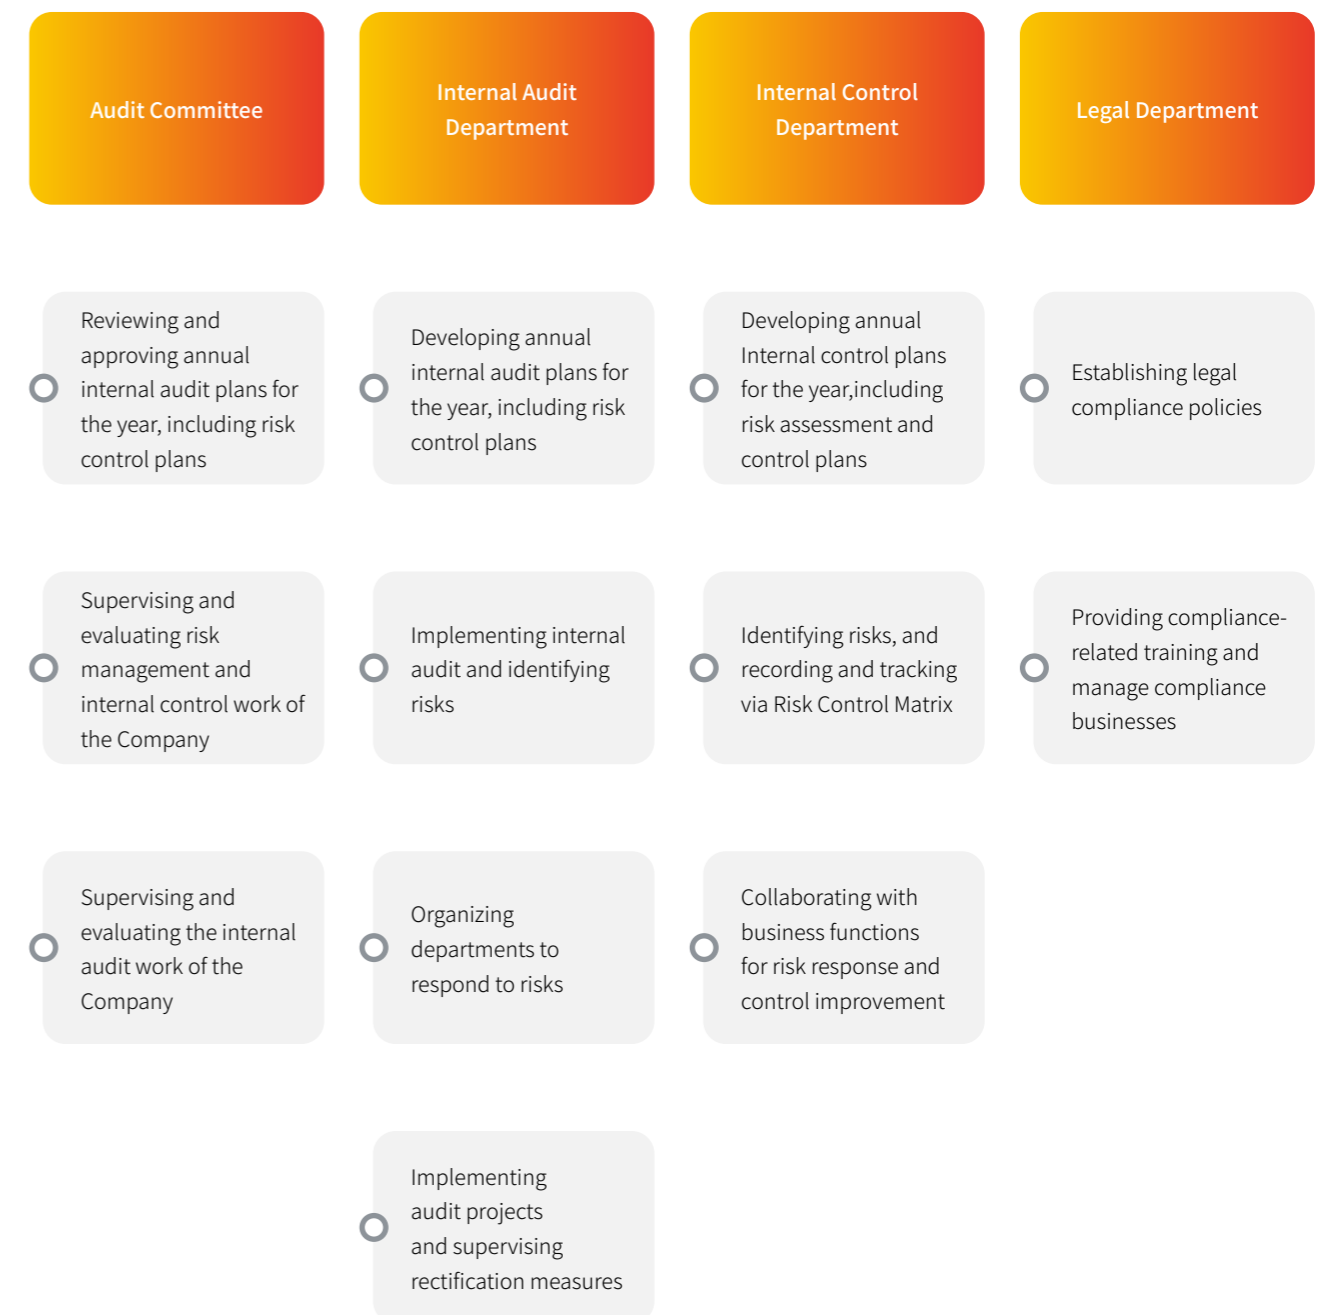 Audit Committee
Internal Audit
Department
Internal Control
Department
Legal Department
Reviewing and
approving annual
internal audit plans for
the year, including risk
control plans
Developing annual
internal audit plans for
the year, including risk
control plans
Developing annual
Internal control plans
for the year,including
risk assessment and
control plans
Establishing legal
compliance policies
Supervising and
evaluating risk
management and
internal control work of
the Company
Implementing internal
audit and identifying
risks
Identifying risks, and
recording and tracking
via Risk Control Matrix
Providing compliance-
related training and
manage compliance
businesses
Supervising and
evaluating the internal
audit work of the
Company
Organizing
departments to
respond to risks
Collaborating with
business functions
for risk response and
control improvement
Implementing
audit projects
and supervising
rectification measures